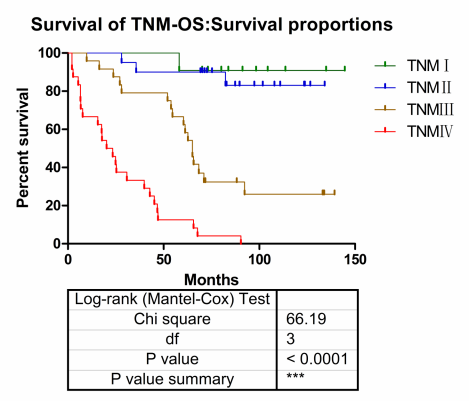 Survival of TNM-OS:Survival proportions
Percent survival
100
80
60
40
20
0
0
50
100
150
Months
TNM Ⅰ
TNM Ⅱ
TNMⅢ
TNMⅣ
Log-rank (Mantel-Cox) Test
Chi square 66.19
df 3
P value < 0.0001
P value summary ***